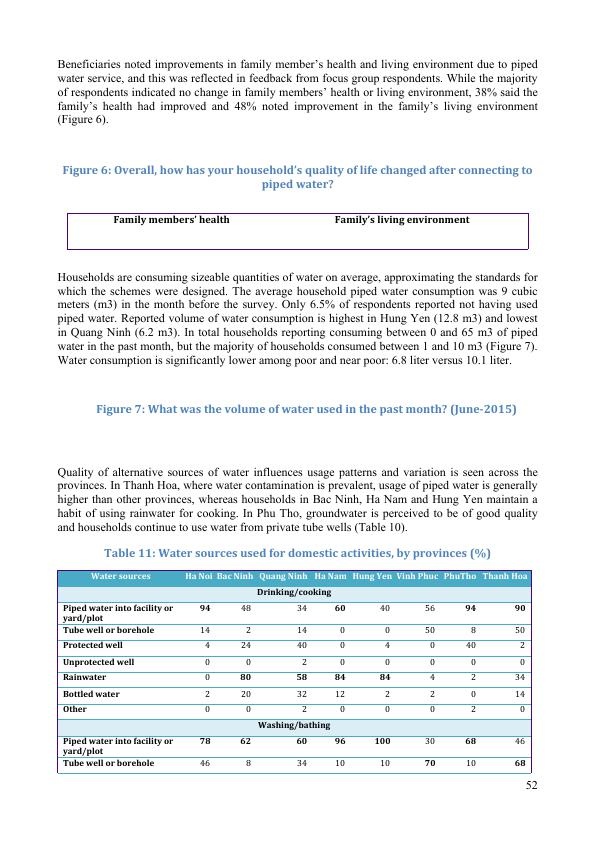 Beneficiaries noted improvements in family member's health and living environment due to piped
water service, and this was reflected in feedback from focus group respondents. While the majority
of respondents indicated no change in family members' health or living environment, 38% said the
family's health had improved and 48% noted improvement in the family's living environment
(Figure 6).
Figure 6: Overall, how has your household's quality of life changed after connecting to
piped water?
Family members' health Family's living environment
Households are consuming sizeable quantities of water on average, approximating the standards for
which the schemes were designed. The average household piped water consumption was 9 cubic
meters (m3) in the month before the survey. Only 6.5% of respondents reported not having used
piped water. Reported volume of water consumption is highest in Hung Yen (12.8 m3) and lowest
in Quang Ninh (6.2 m3). In total households reporting consuming between 0 and 65 m3 of piped
water in the past month, but the majority of households consumed between 1 and 10 m3 (Figure 7).
Water consumption is significantly lower among poor and near poor: 6.8 liter versus 10.1 liter.
Figure 7: What was the volume of water used in the past month? (June-2015)
Quality of alternative sources of water influences usage patterns and variation is seen across the
provinces. In Thanh Hoa, where water contamination is prevalent, usage of piped water is generally
higher than other provinces, whereas households in Bac Ninh, Ha Nam and Hung Yen maintain a
habit of using rainwater for cooking. In Phu Tho, groundwater is perceived to be of good quality
and households continue to use water from private tube wells (Table 10).
Table 11: Water sources used for domestic activities, by provinces (%)
Water sources Ha Noi Bac Ninh Quang Ninh Ha Nam Hung Yen Vinh Phuc PhuTho Thanh Hoa
Drinking/cooking
Piped water into facility or 94 48 34 60 40 56 94 90
yard/plot
Tube well or borehole 14 2 14 0 0 50 8 50
Protected well 4 24 40 0 4 0 40 2
Unprotected well 0 0 2 0 0 0 0 0
Rainwater 0 80 58 84 84 4 2 34
Bottled water 2 20 32 12 2 2 0 14
Other 0 0 2 0 0 0 2 0
Washing/bathing
Piped water into facility or 78 62 60 96 100 30 68 46
yard/plot
Tube well or borehole 46 8 34 10 10 70 10 68
52